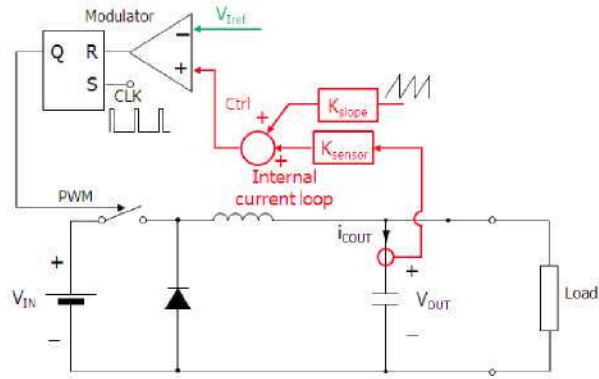 Modulator
V_Iref
Q R
S
CLK
−
+
Ctrl
+
K_slope
+
K_sensor
Internal
current loop
PWM
i_COUT
+
+
V_IN
V_OUT
Load
−
−